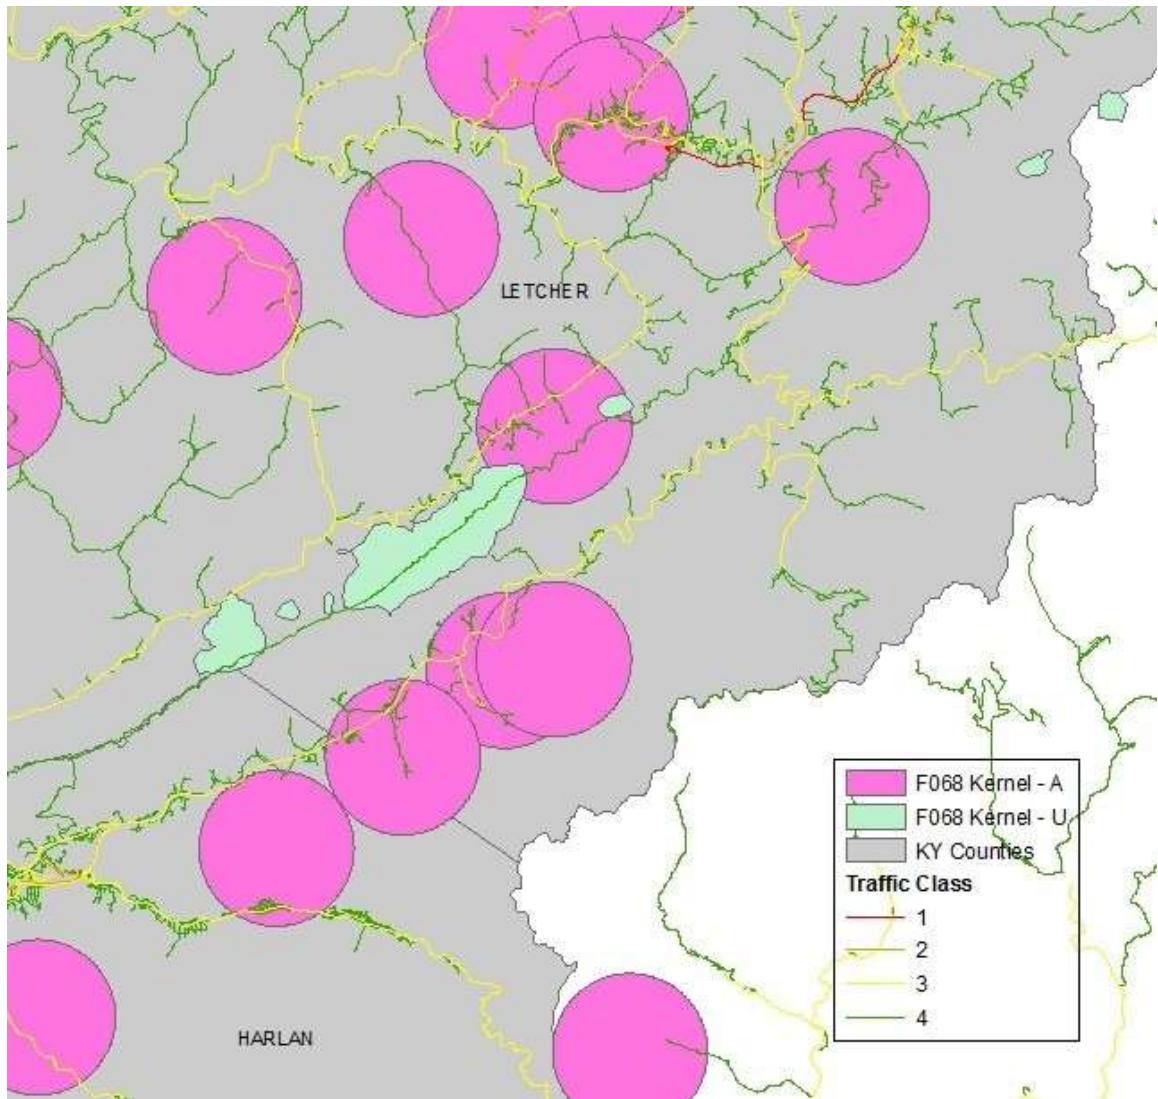 LETCHER
F068 Kernel - A
F068 Kernel - U
KY Counties
Traffic Class
1
2
3
4
HARLAN